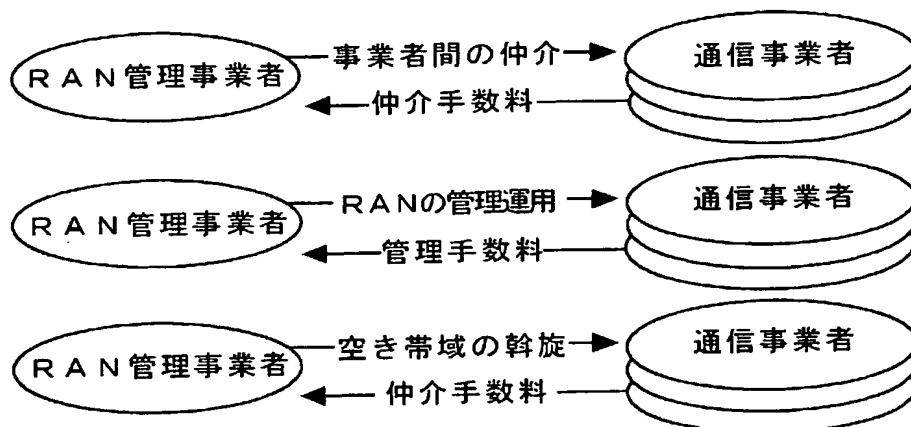 事業者間の仲介
RAN管理事業者
通信事業者
仲介手数料
RANの管理運用
RAN管理事業者
通信事業者
管理手数料
空き帯域の斡旋
RAN管理事業者
通信事業者
仲介手数料